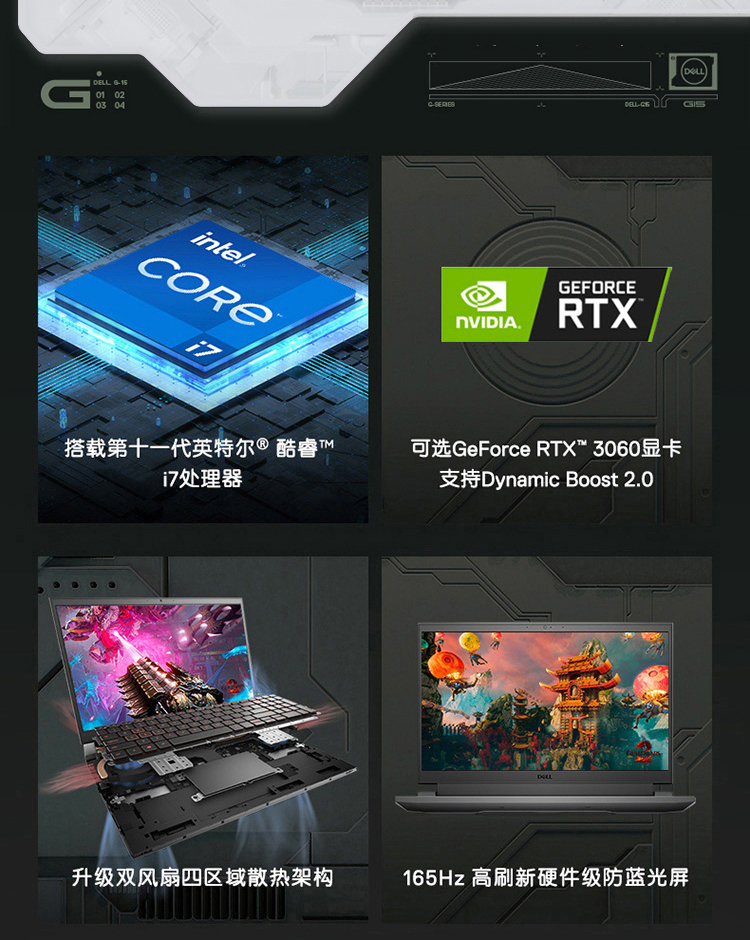 DELL G-15
01 02
03 04
DELL
G-SERIES
DELL-G15
G15
intel
CORE™
i7
搭载第十一代英特尔® 酷睿™
i7处理器
NVIDIA.
GEFORCE
RTX™
可选GeForce RTX™ 3060显卡
支持Dynamic Boost 2.0
升级双风扇四区域散热架构
DELL
165Hz 高刷新硬件级防蓝光屏